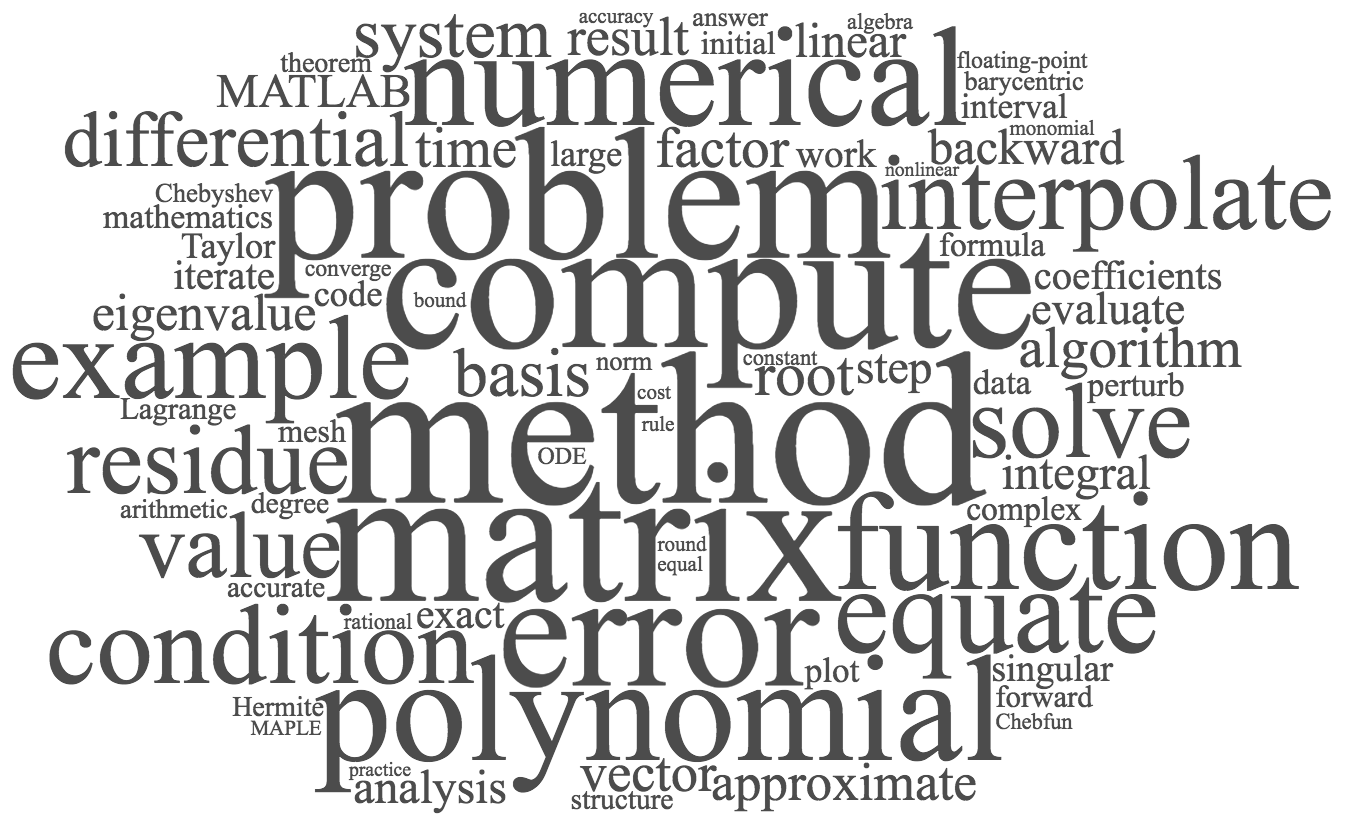 accuracy answer algebra
system result initial linear
theorem numerical floating-point
MATLAB barycentric
interval
differential time large factor work backward monomial
nonlinear
Chebyshev problem interpolate
mathematics
Taylor formula
iterate converge compute coefficients
code bound
eigenvalue evaluate
example basis norm constant root step algorithm
cost data perturb
Lagrange method solve
mesh rule
residue ODE integral
arithmetic degree complex
value matrix function
round
equal
accurate
rational exact error equate
condition plot singular
Hermite polynomial forward
MAPLE Chebfun
practice
analysis vector approximate
structure